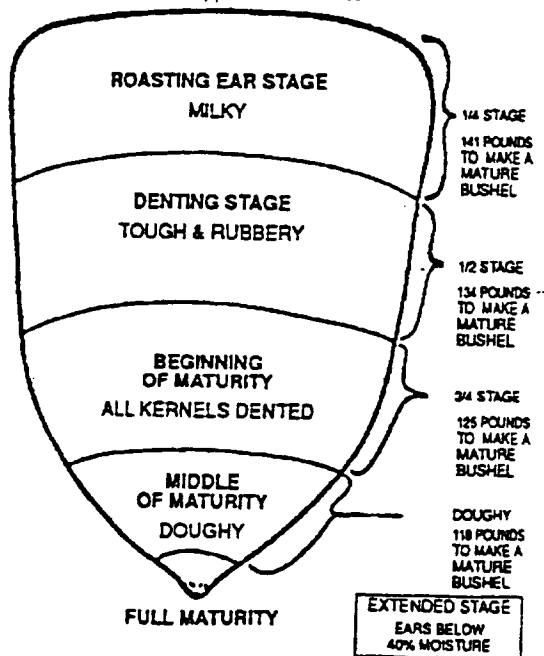 ROASTING EAR STAGE
MILKY
1/4 STAGE
141 POUNDS
TO MAKE A
MATURE
BUSHEL
DENTING STAGE
TOUGH & RUBBERY
1/2 STAGE
134 POUNDS
TO MAKE A
MATURE
BUSHEL
BEGINNING
OF MATURITY
ALL KERNELS DENTED
3/4 STAGE
125 POUNDS
TO MAKE A
MATURE
BUSHEL
MIDDLE
OF MATURITY
DOUGHY
DOUGHY
118 POUNDS
TO MAKE A
MATURE
BUSHEL
FULL MATURITY
EXTENDED STAGE
EARS BELOW
40% MOISTURE